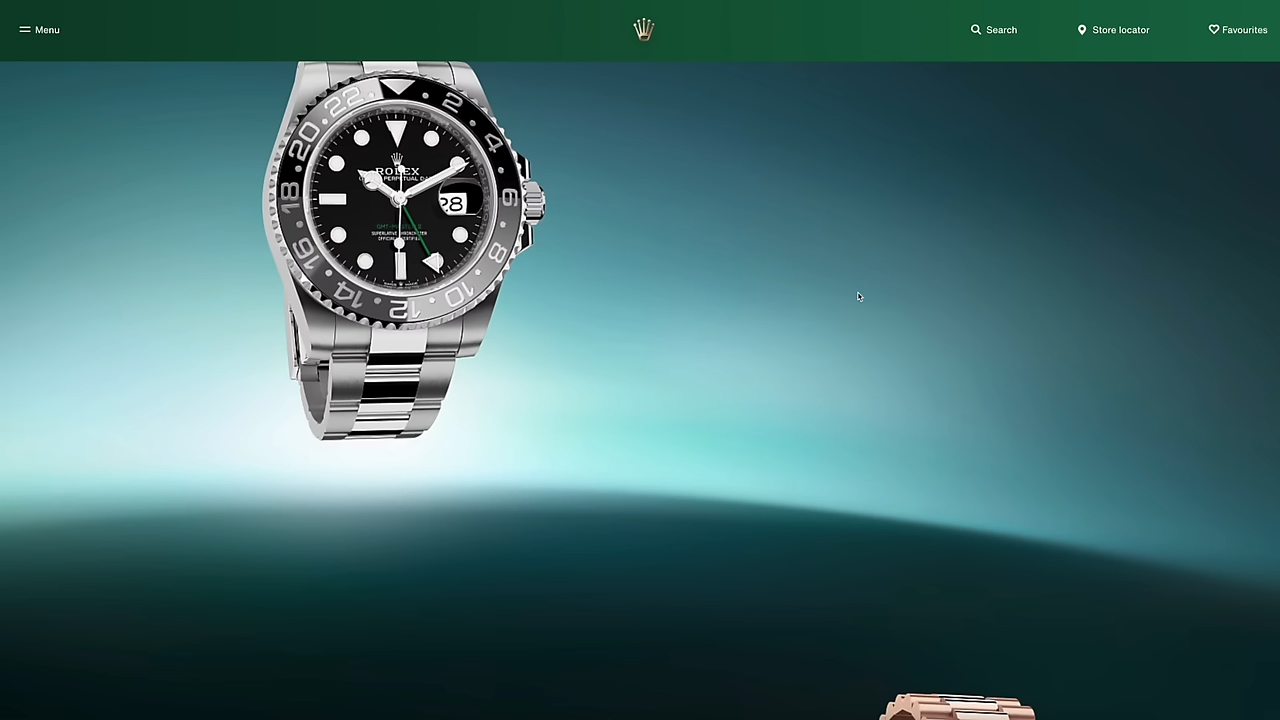 Menu
Search
Store locator
Favourites
22
2
20
4
18
6
16
8
14
12
10
ROLEX
PERPETUAL
28
SUPERLATIVE CHRONOMETER